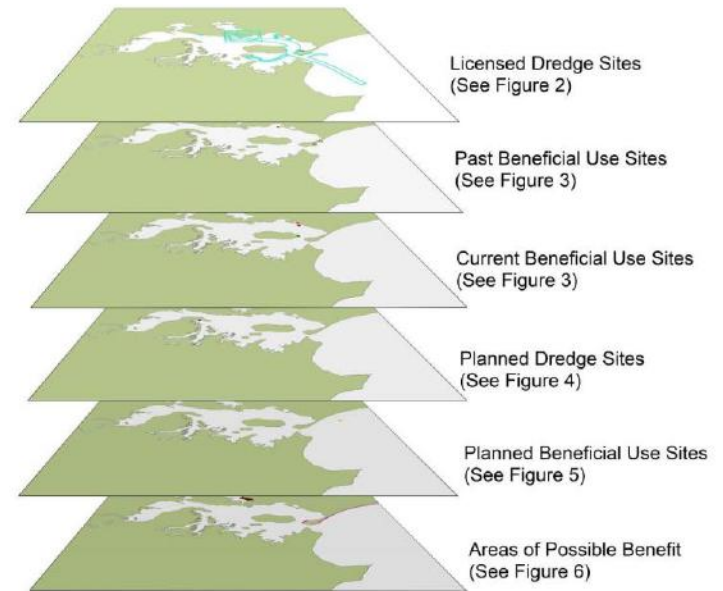 Licensed Dredge Sites
(See Figure 2)
Past Beneficial Use Sites
(See Figure 3)
Current Beneficial Use Sites
(See Figure 3)
Planned Dredge Sites
(See Figure 4)
Planned Beneficial Use Sites
(See Figure 5)
Areas of Possible Benefit
(See Figure 6)